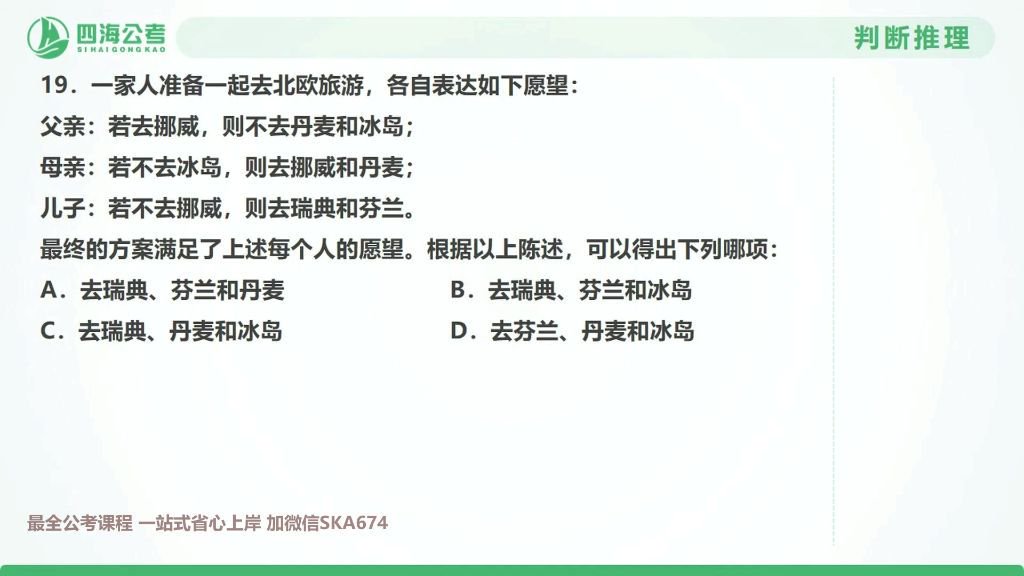 四海公考
SIHAIGONGKAO
判断推理
19. 一家人准备一起去北欧旅游，各自表达如下愿望：
父亲：若去挪威，则不去丹麦和冰岛；
母亲：若不去冰岛，则去挪威和丹麦；
儿子：若不去挪威，则去瑞典和芬兰。
最终的方案满足了上述每个人的愿望。根据以上陈述，可以得出下列哪项：
A. 去瑞典、芬兰和丹麦
B. 去瑞典、芬兰和冰岛
C. 去瑞典、丹麦和冰岛
D. 去芬兰、丹麦和冰岛
最全公考课程 一站式省心上岸 加微信SKA674